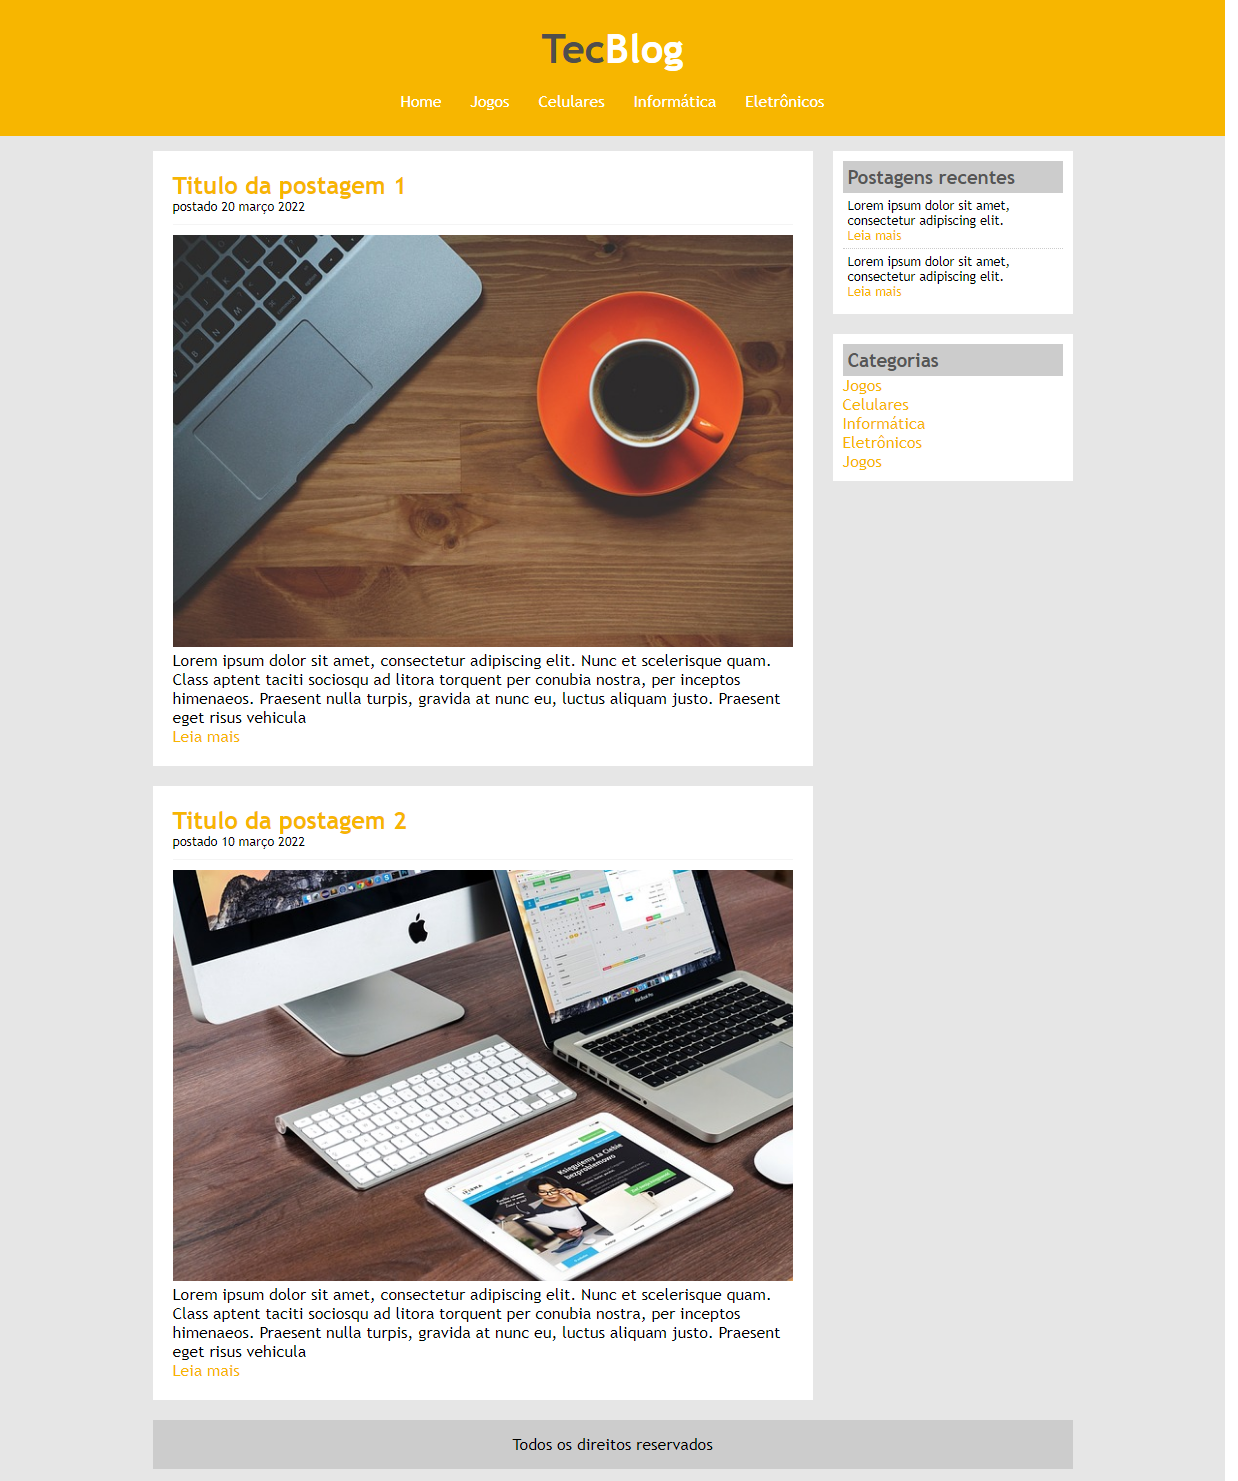 TecBlog
Home Jogos Celulares Informática Eletrônicos
Titulo da postagem 1
postado 20 março 2022
Lorem ipsum dolor sit amet, consectetur adipiscing elit. Nunc et scelerisque quam.
Class aptent taciti sociosqu ad litora torquent per conubia nostra, per inceptos
himenaeos. Praesent nulla turpis, gravida at nunc eu, luctus aliquam justo. Praesent
eget risus vehicula
Leia mais
Titulo da postagem 2
postado 10 março 2022
MacBook Pro
Księgujemy za Ciebie
bezproblemowo
Lorem ipsum dolor sit amet, consectetur adipiscing elit. Nunc et scelerisque quam.
Class aptent taciti sociosqu ad litora torquent per conubia nostra, per inceptos
himenaeos. Praesent nulla turpis, gravida at nunc eu, luctus aliquam justo. Praesent
eget risus vehicula
Leia mais
Postagens recentes
Lorem ipsum dolor sit amet,
consectetur adipiscing elit.
Leia mais
Lorem ipsum dolor sit amet,
consectetur adipiscing elit.
Leia mais
Categorias
Jogos
Celulares
Informática
Eletrônicos
Jogos
Todos os direitos reservados